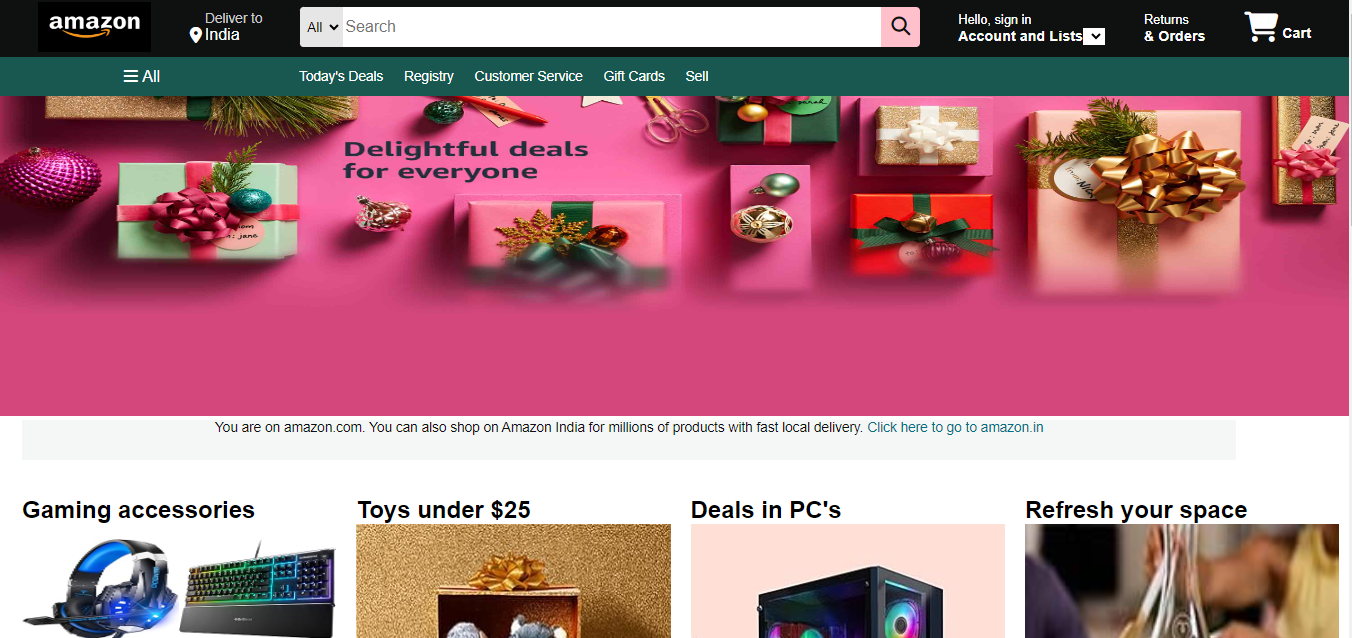 amazon
Deliver to
India
All
Search
Hello, sign in
Account and Lists
Returns
& Orders
Cart
All
Today's Deals
Registry
Customer Service
Gift Cards
Sell
Delightful deals
for everyone
mom
: jane
You are on amazon.com. You can also shop on Amazon India for millions of products with fast local delivery. Click here to go to amazon.in
Gaming accessories
Toys under $25
Deals in PC's
Refresh your space